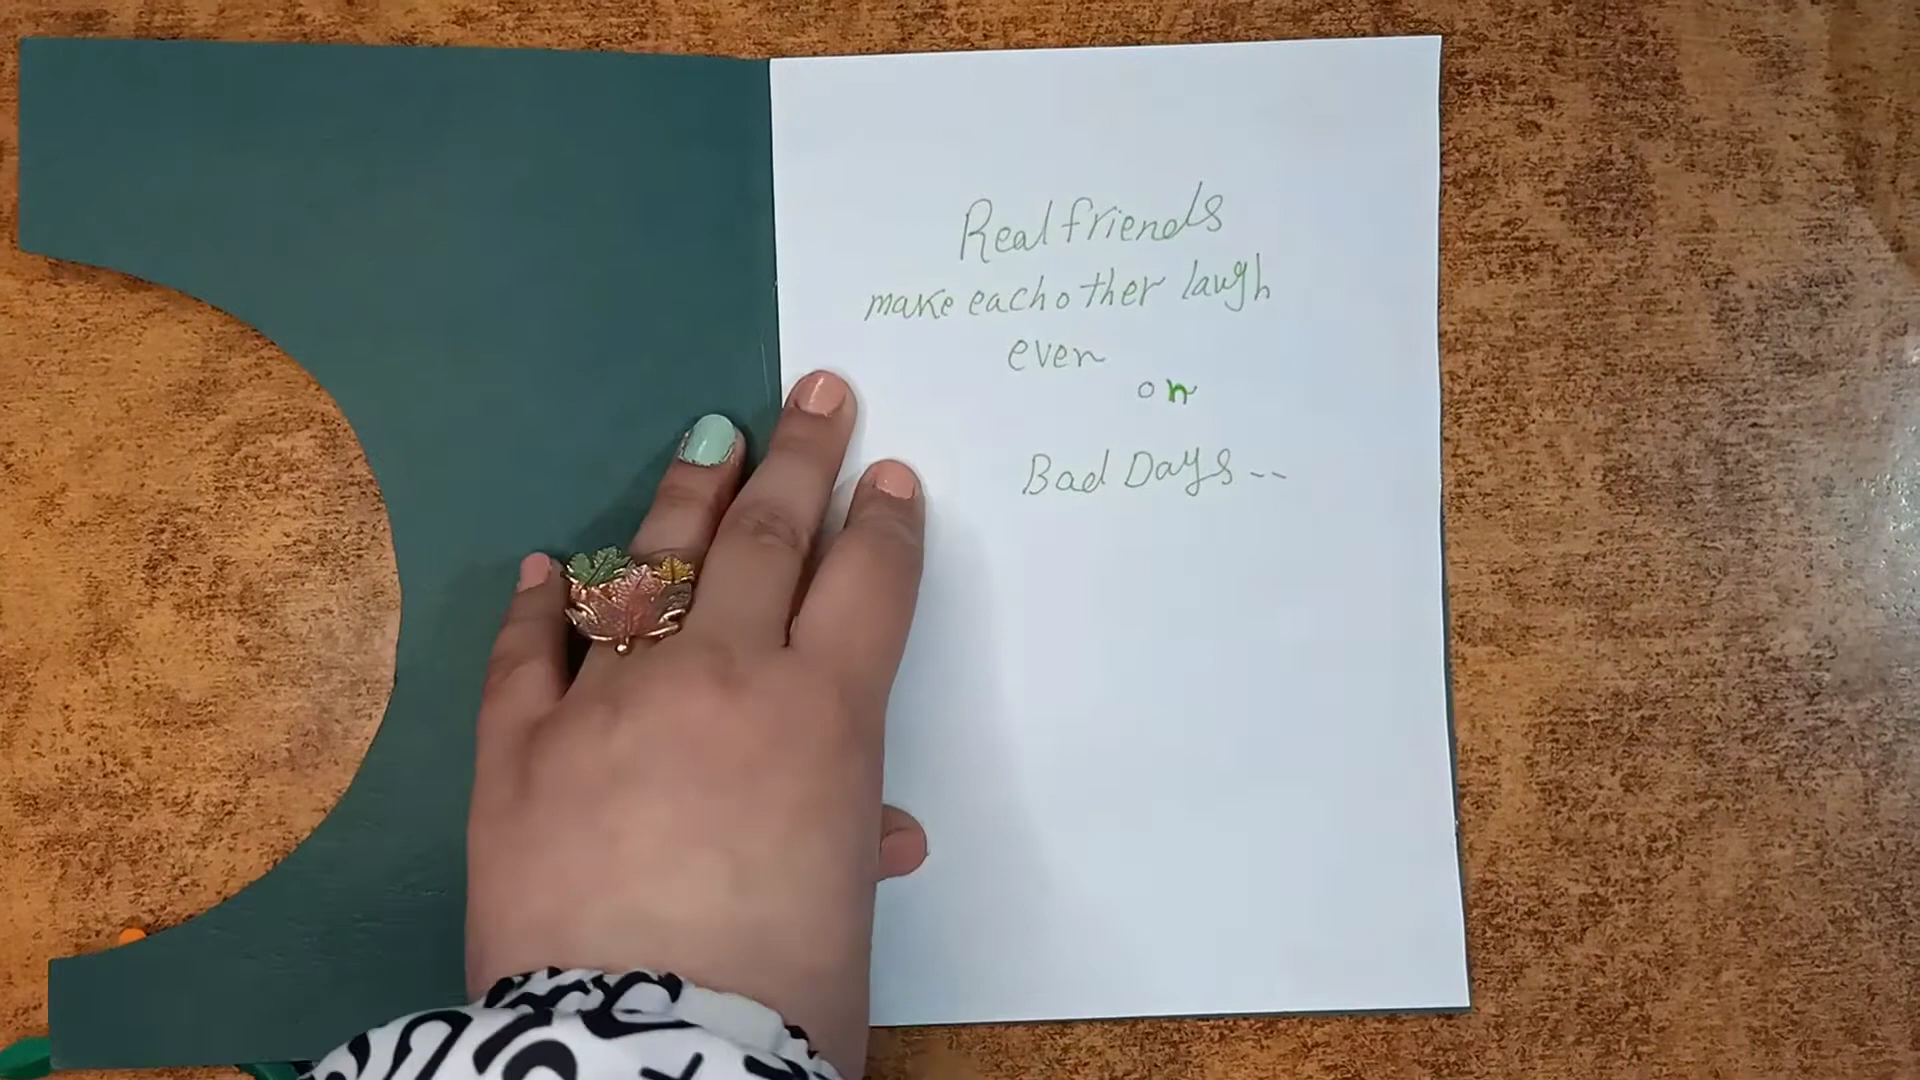 Real friends
make each other laugh
even
on
Bad Days --